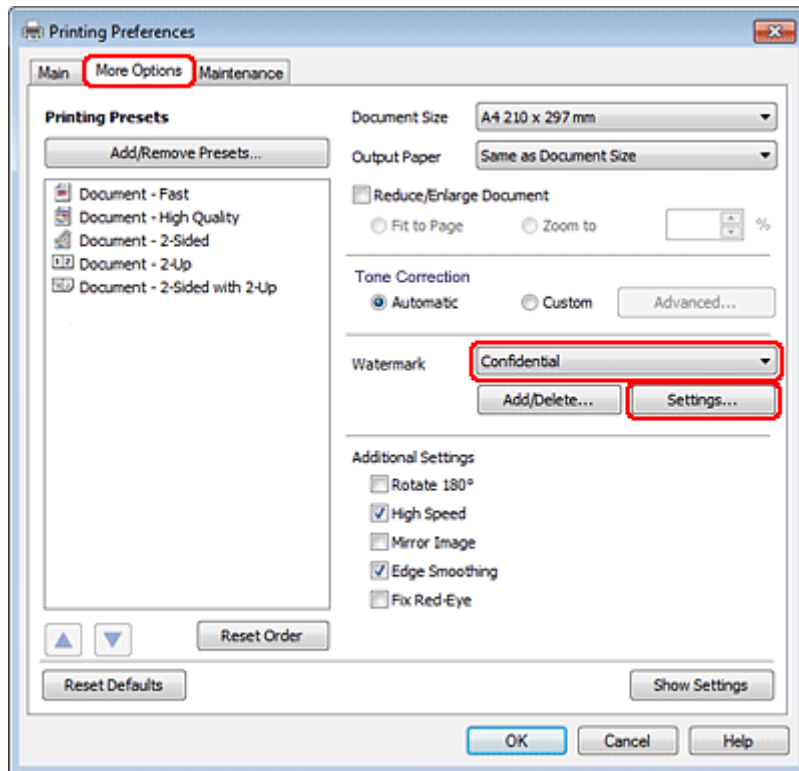 Printing Preferences
Main
More Options
Maintenance
Printing Presets
Add/Remove Presets...
Document - Fast
Document - High Quality
Document - 2-Sided
Document - 2-Up
Document - 2-Sided with 2-Up
Reset Order
Document Size
A4 210 x 297 mm
Output Paper
Same as Document Size
Reduce/Enlarge Document
Fit to Page
Zoom to
%
Tone Correction
Automatic
Custom
Advanced...
Watermark
Confidential
Add/Delete...
Settings...
Additional Settings
Rotate 180°
High Speed
Mirror Image
Edge Smoothing
Fix Red-Eye
Reset Defaults
Show Settings
OK
Cancel
Help